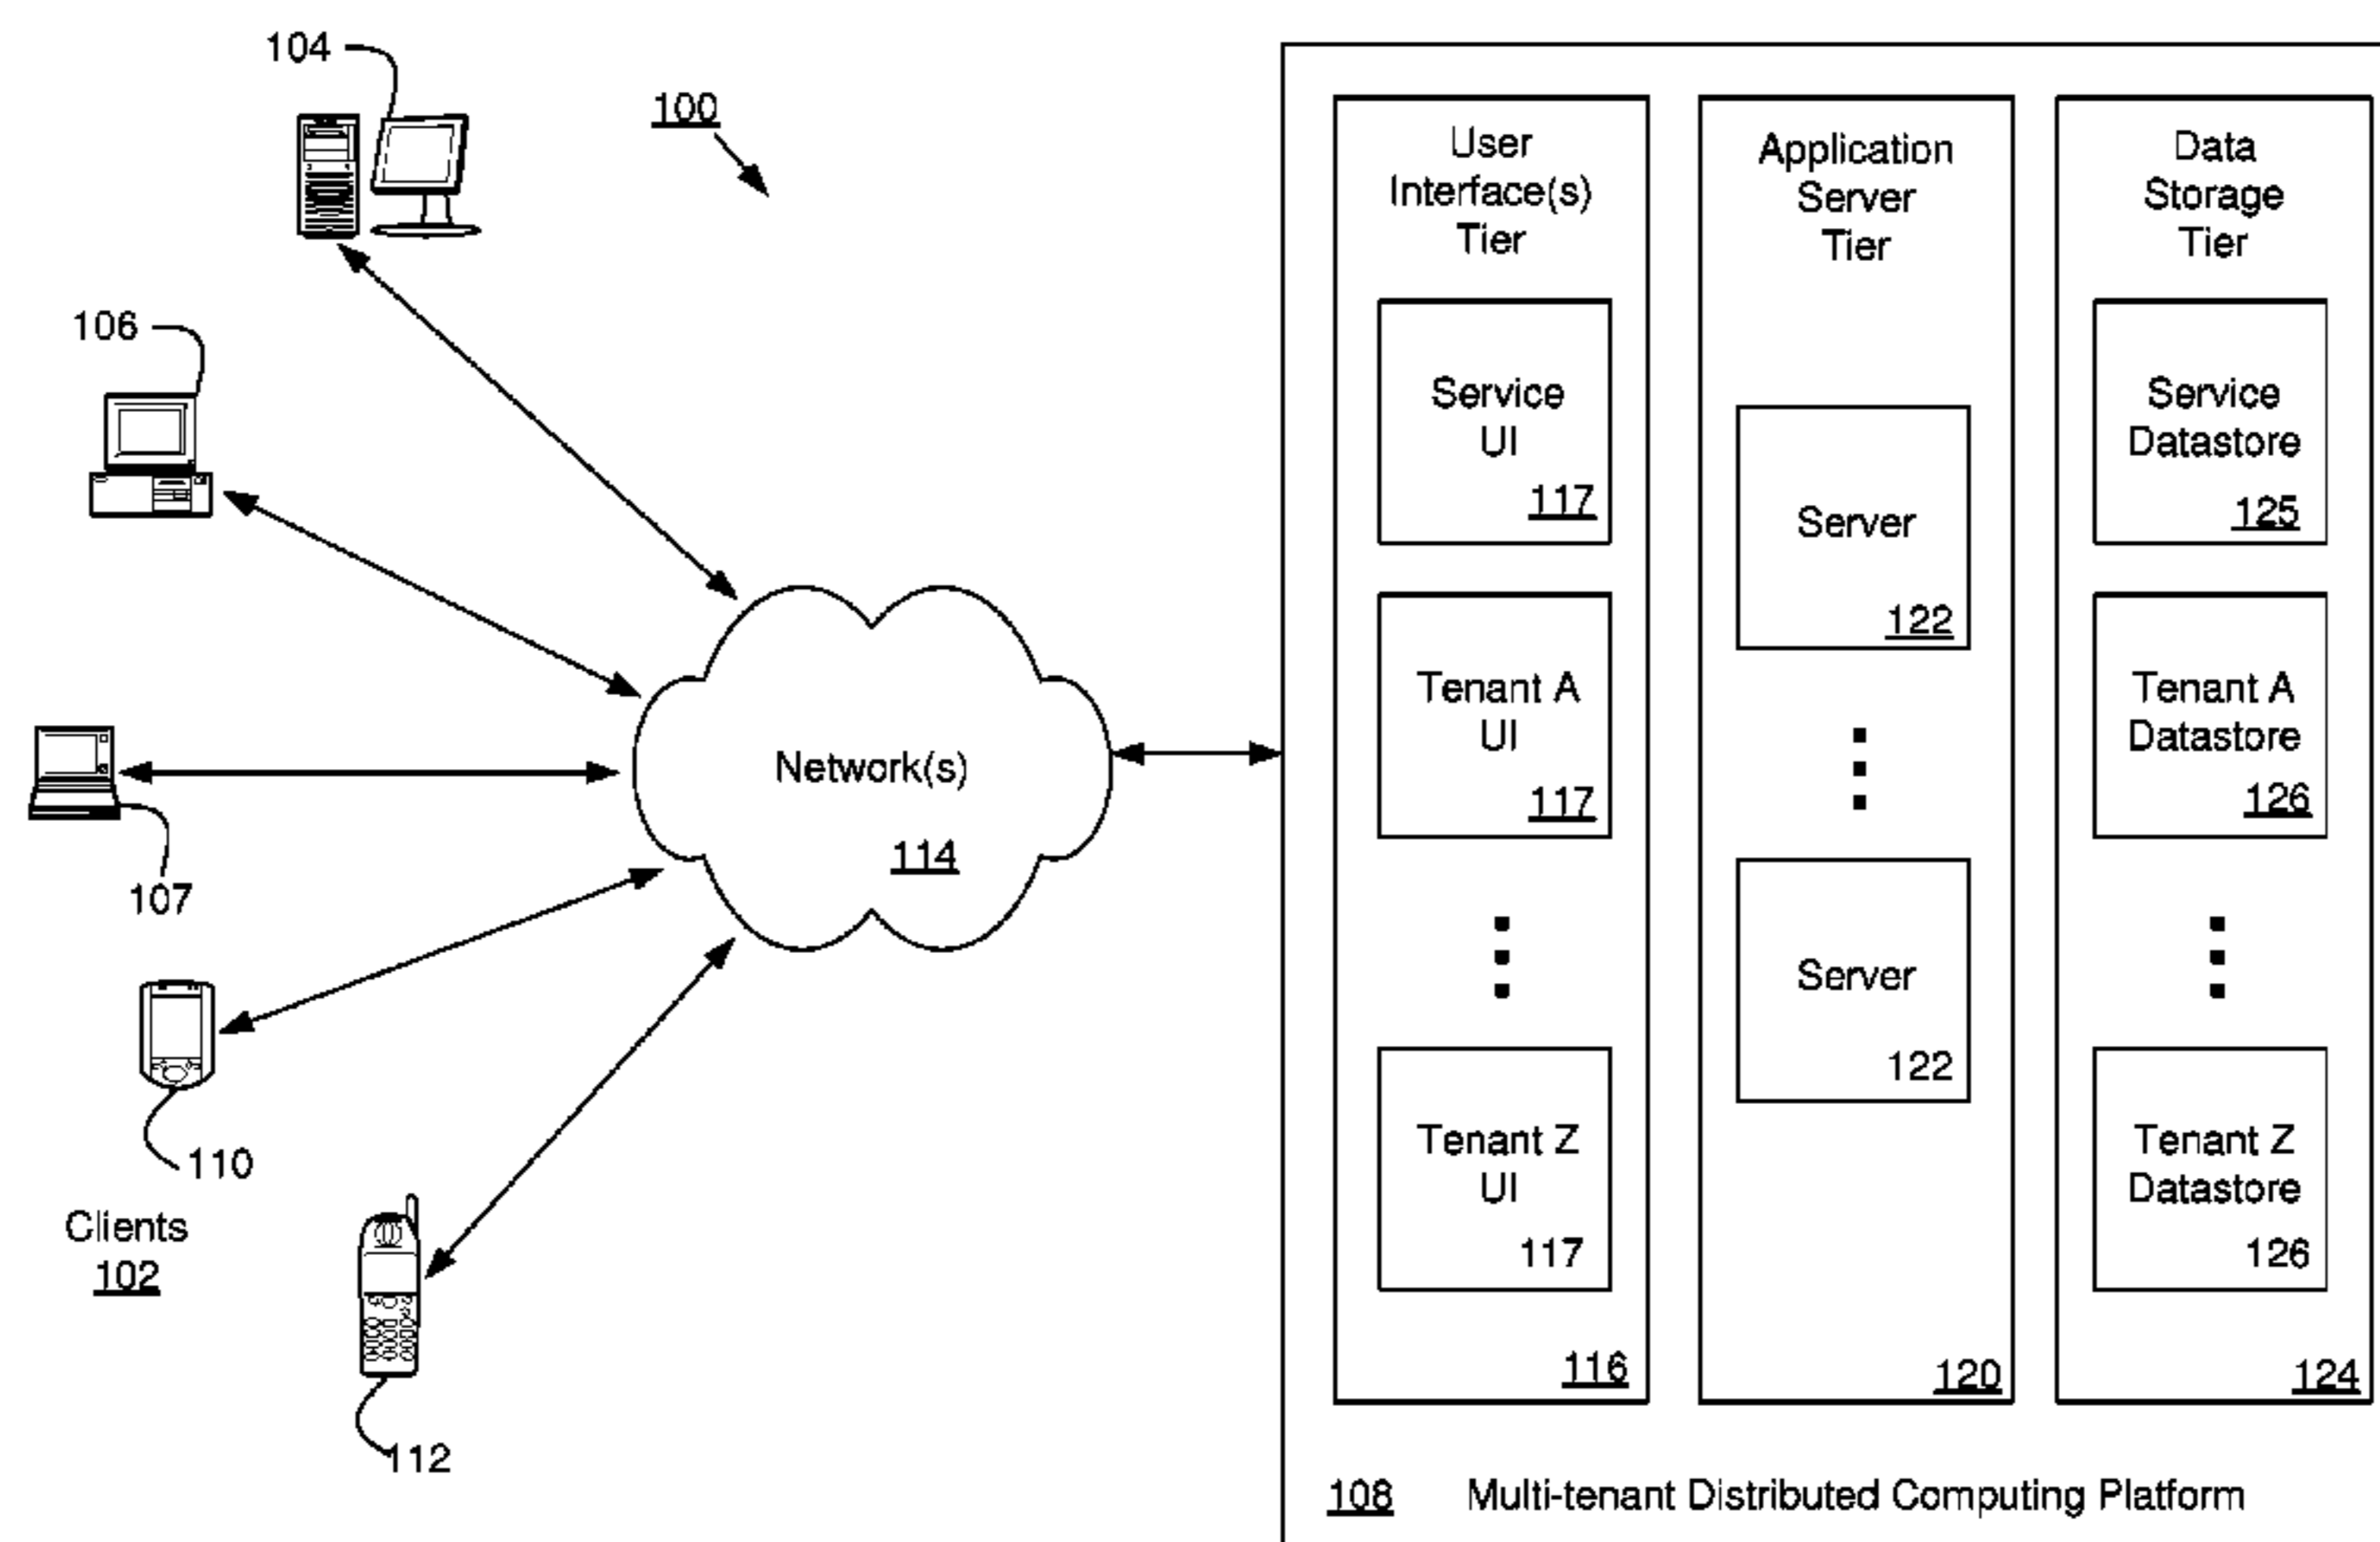 104
100
106
107
110
Clients
102
112
Network(s)
114
User
Interface(s)
Tier
Service
UI
117
Tenant A
UI
117
Tenant Z
UI
117
116
Application
Server
Tier
Server
122
Server
122
120
Data
Storage
Tier
Service
Datastore
125
Tenant A
Datastore
126
Tenant Z
Datastore
126
124
108 Multi-tenant Distributed Computing Platform